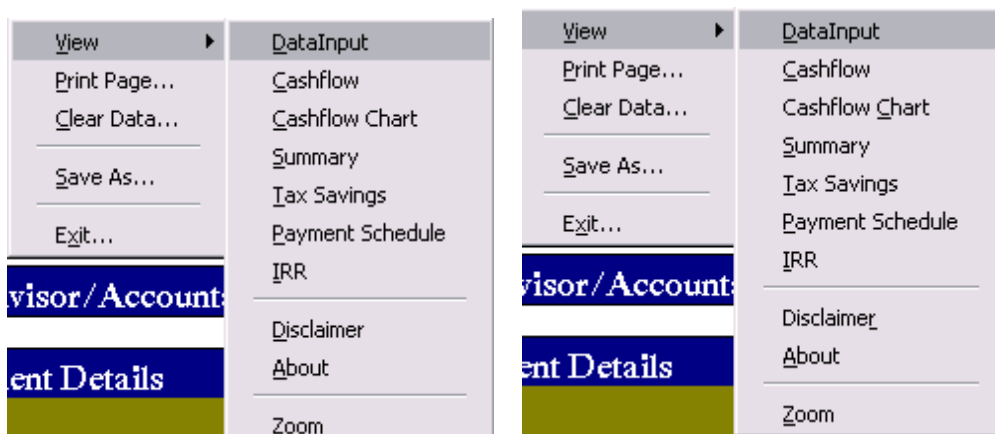 View
Print Page...
Clear Data...
Save As...
Exit...
DataInput
Cashflow
Cashflow Chart
Summary
Tax Savings
Payment Schedule
IRR
Disclaimer
About
Zoom
visor/Account
ent Details
View
Print Page...
Clear Data...
Save As...
Exit...
DataInput
Cashflow
Cashflow Chart
Summary
Tax Savings
Payment Schedule
IRR
Disclaimer
About
Zoom
visor/Account
ent Details